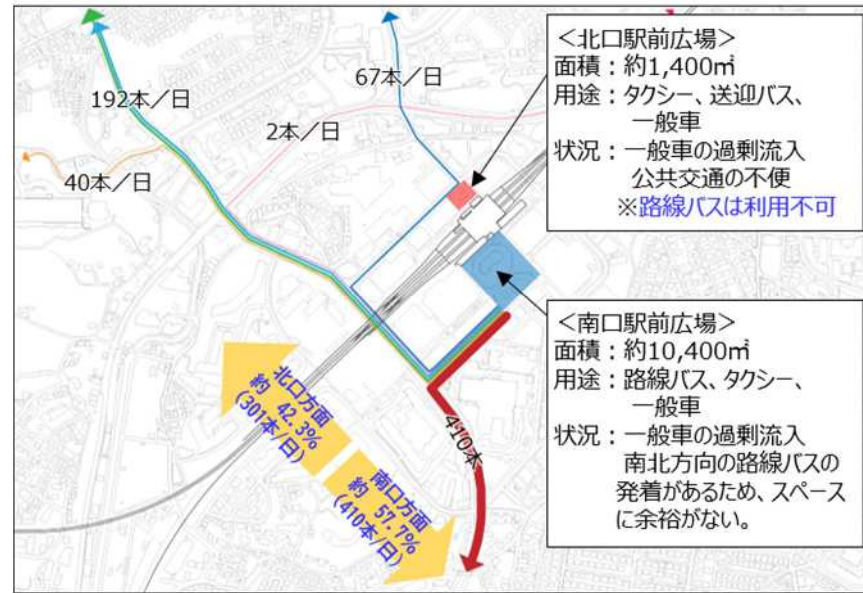 ＜北口駅前広場＞
面積：約1,400㎡
用途：タクシー、送迎バス、
一般車
状況：一般車の過剰流入
公共交通の不便
※路線バスは利用不可
67本／日
192本／日
2本／日
40本／日
＜南口駅前広場＞
面積：約10,400㎡
用途：路線バス、タクシー、
一般車
状況：一般車の過剰流入
南北方向の路線バスの
発着があるため、スペース
に余裕がない。
北口方面
約 42.3%
(301本/日)
南口方面
約 57.7%
(410本/日)
410本